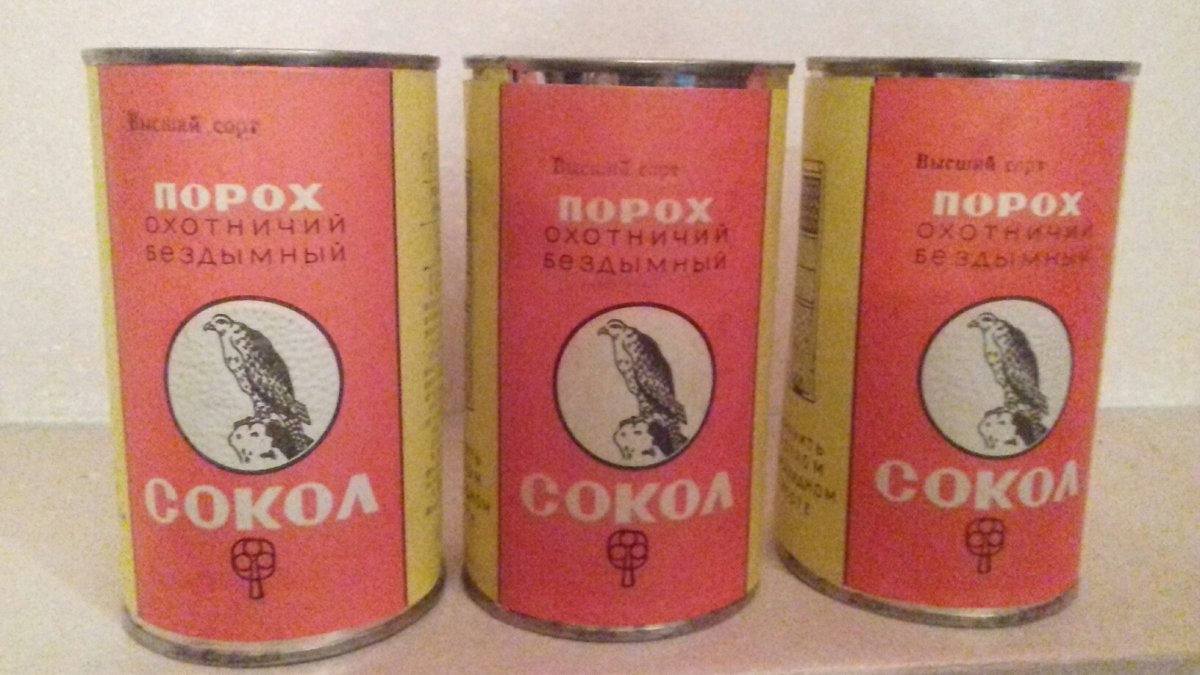 Высший сорт
ПОРОХ
ОХОТНИЧИЙ
БеЗДЫМНЫЙ
СОКОЛ
Высший сорт
ПОРОХ
ОХОТНИЧИЙ
БеЗДЫМНЫЙ
СОКОЛ
Высший сорт
ПОРОХ
ОХОТНИЧИЙ
БеЗДЫМНЫЙ
СОКОЛ